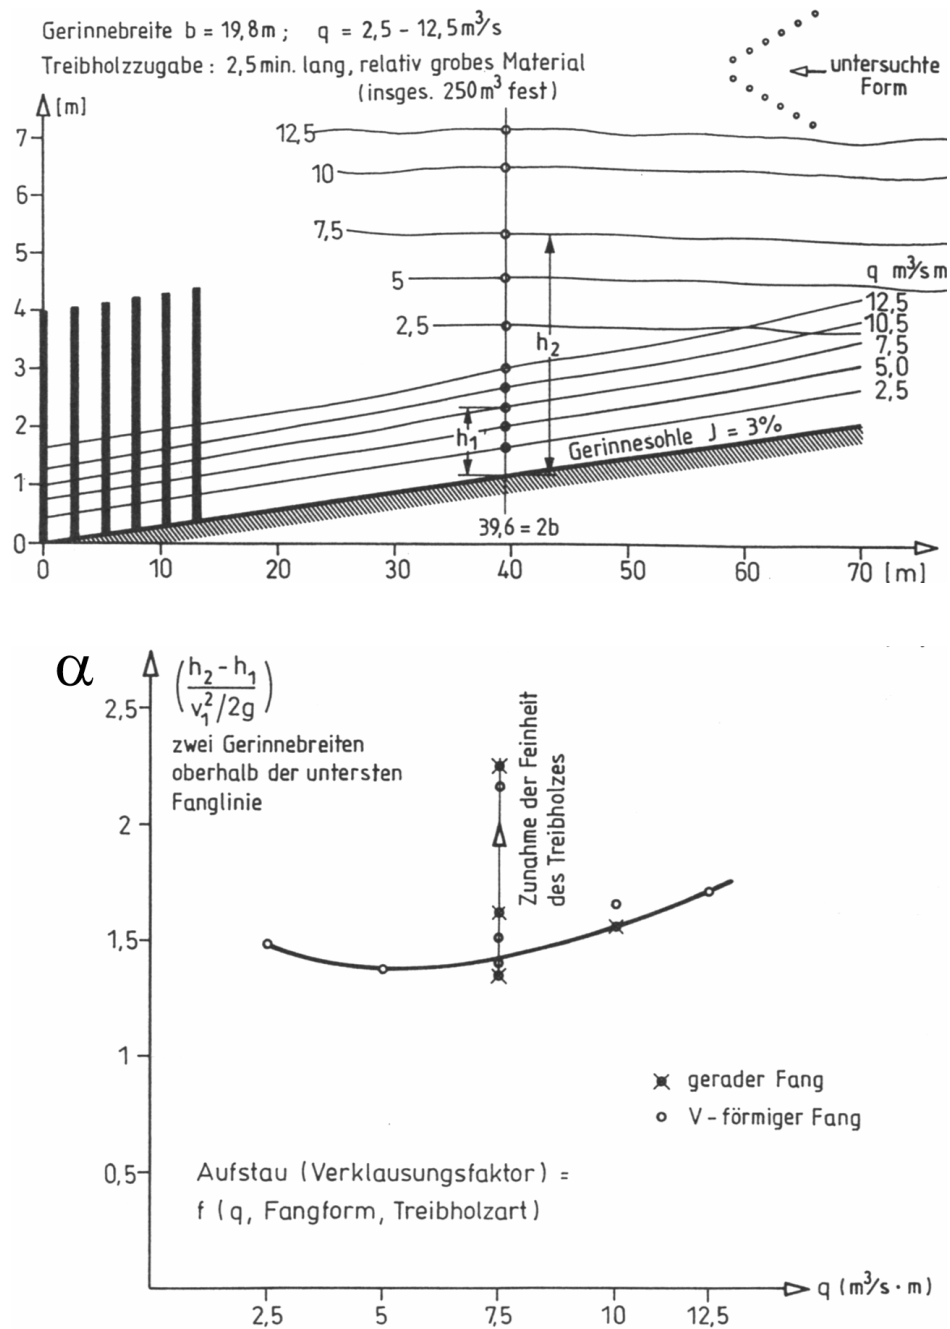 Gerinnebreite b = 19,8 m ; q = 2,5 - 12,5 m³/s
Treibholzzugabe : 2,5 min. lang, relativ grobes Material
(insges. 250 m³ fest)
untersuchte
Form
[m]
7
6
5
4
3
2
1
0
12,5
10
7,5
5
2,5
h₂
h₁
q m³/s m
12,5
10,5
7,5
5,0
2,5
Gerinnesohle J = 3%
39,6 = 2b
0
10
20
30
40
50
60
70 [m]
α
(h₂ - h₁
v₁²/2g)
zwei Gerinnebreiten
oberhalb der untersten
Fanglinie
2,5
2
1,5
1
0,5
Zunahme der Feinheit
des Treibholzes
gerader Fang
V - förmiger Fang
Aufstau (Verklausungsfaktor) =
f (q, Fangform, Treibholzart)
2,5
5
7,5
10
12,5
q (m³/s · m)